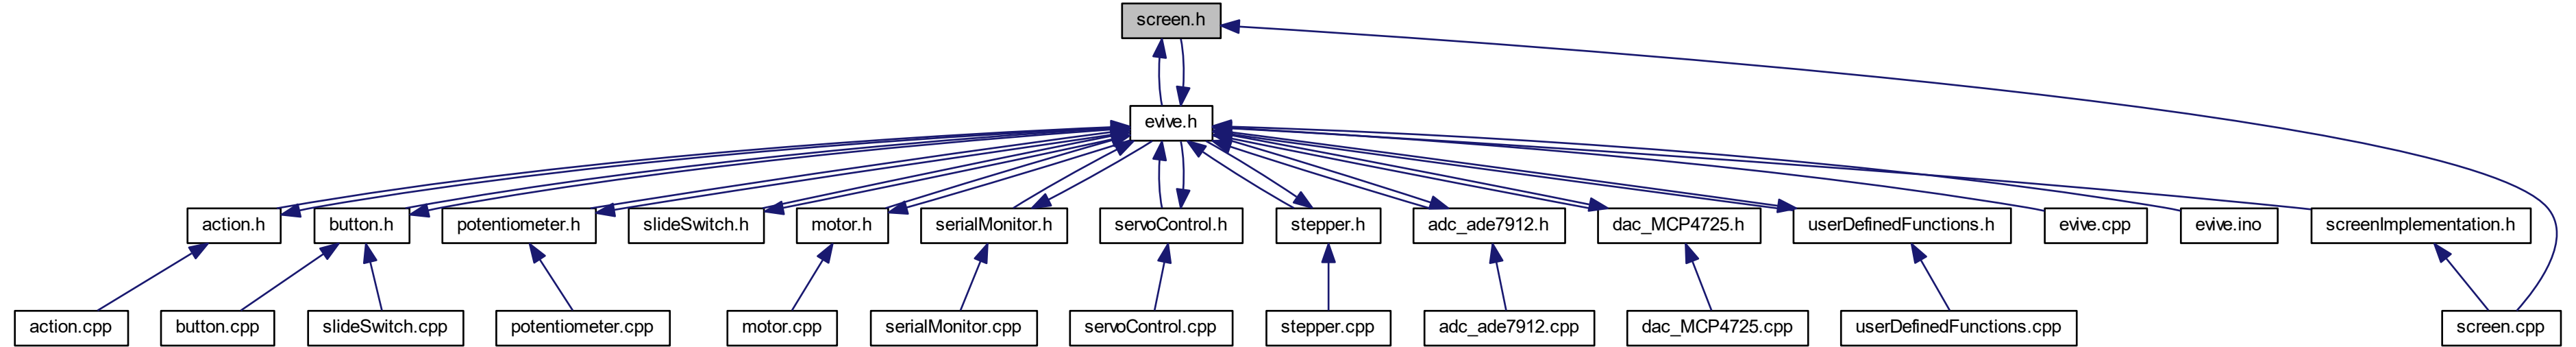 screen.h
evive.h
action.h
button.h
potentiometer.h
slideSwitch.h
motor.h
serialMonitor.h
servoControl.h
stepper.h
adc_ade7912.h
dac_MCP4725.h
userDefinedFunctions.h
evive.cpp
evive.ino
screenImplementation.h
action.cpp
button.cpp
slideSwitch.cpp
potentiometer.cpp
motor.cpp
serialMonitor.cpp
servoControl.cpp
stepper.cpp
adc_ade7912.cpp
dac_MCP4725.cpp
userDefinedFunctions.cpp
screen.cpp